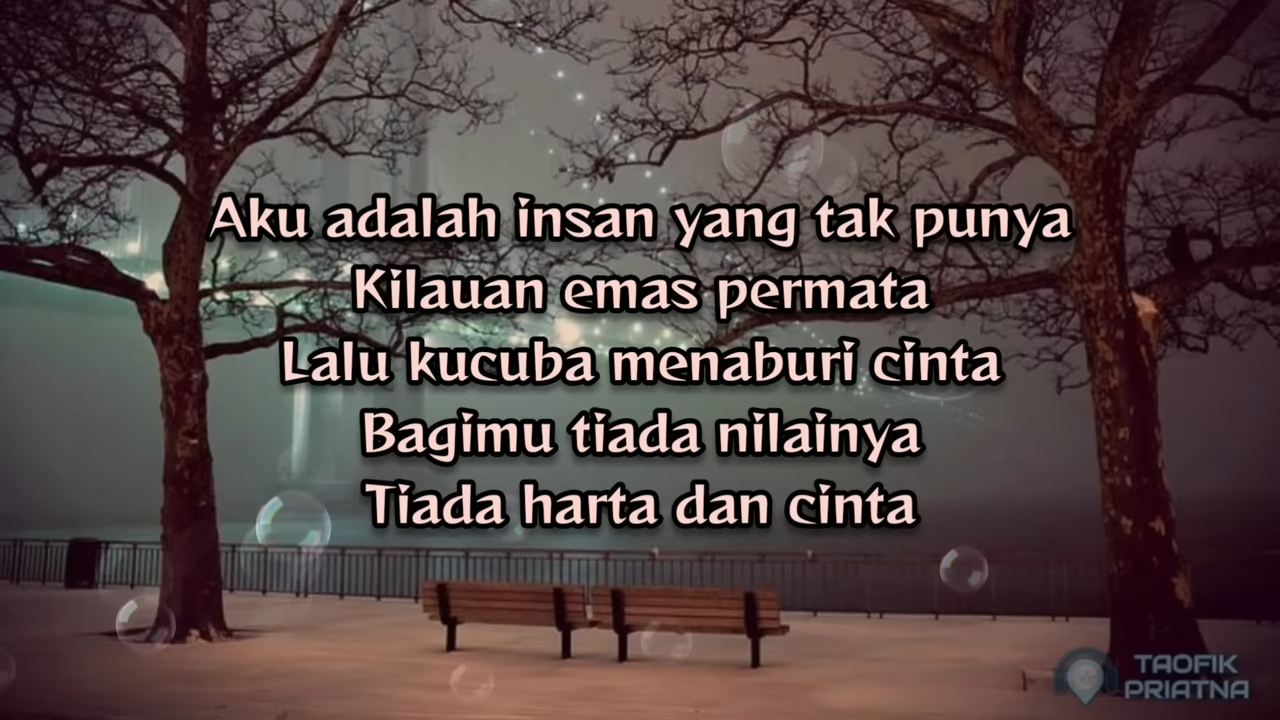 Aku adalah insan yang tak punya
Kilauan emas permata
Lalu kucuba menaburi cinta
Bagimu tiada nilainya
Tiada harta dan cinta
TAOFIK
PRIATNA